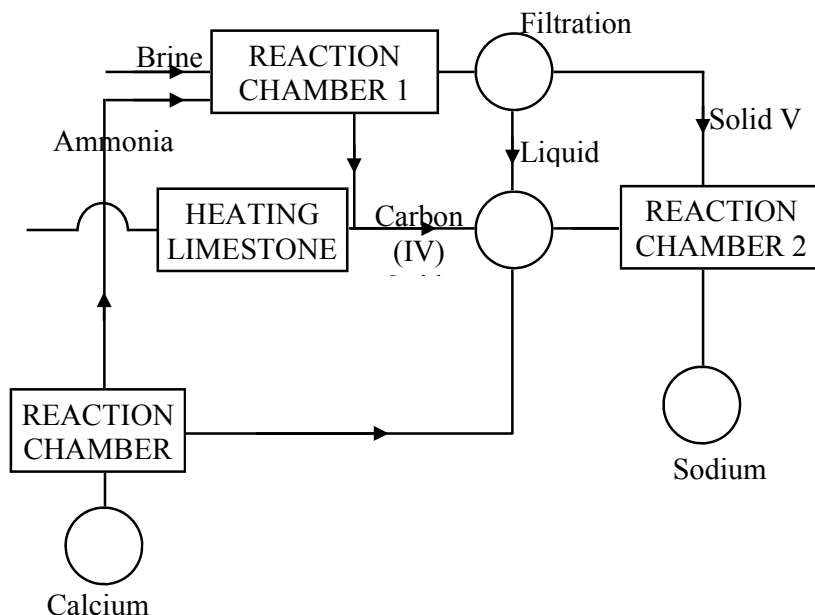 Filtration
Brine
REACTION
CHAMBER 1
Solid V
Ammonia
Liquid
HEATING
LIMESTONE
Carbon
(IV)
REACTION
CHAMBER 2
REACTION
CHAMBER
Sodium
Calcium